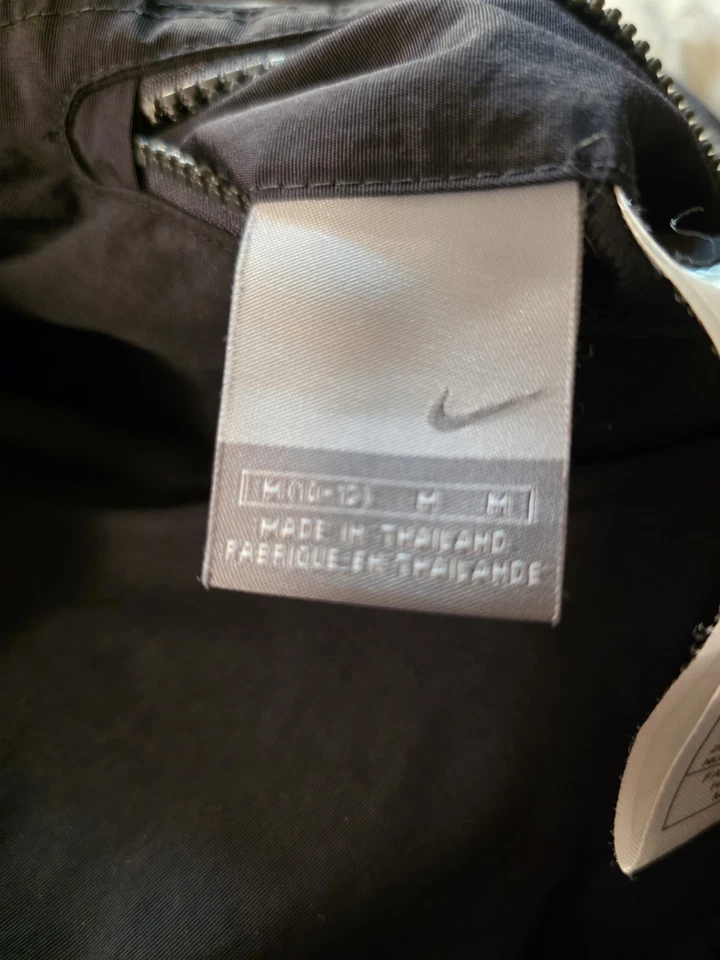 M(10-12) M M
MADE IN THAILAND
FABRIQUE EN THAILANDE